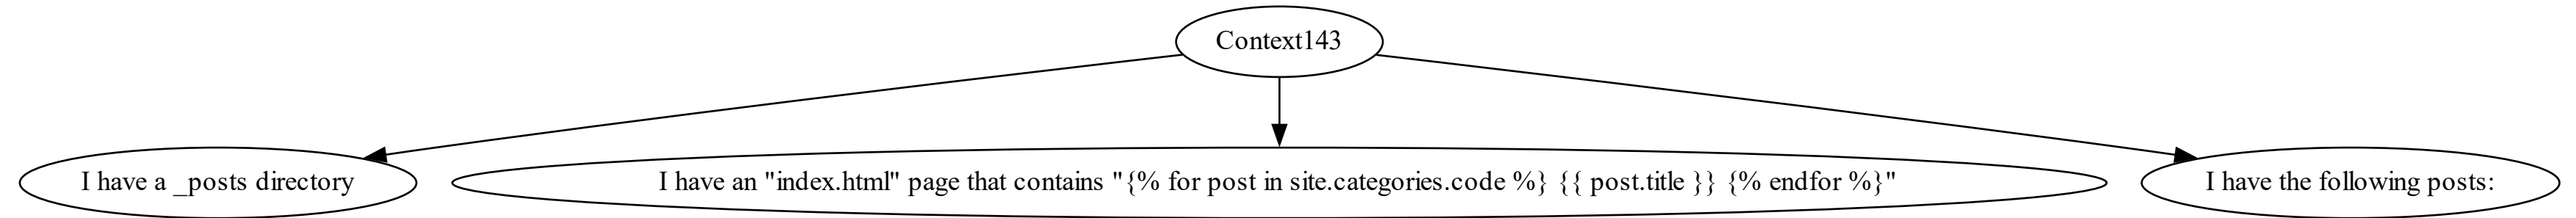 Context143
I have a _posts directory
I have an "index.html" page that contains "{% for post in site.categories.code %} {{ post.title }} {% endfor %}"
I have the following posts: